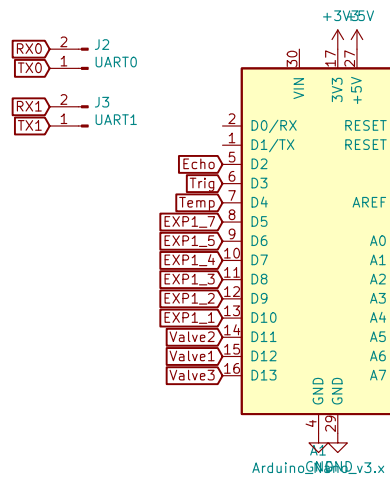 +3V3 +5V
RX0 2 J2
TX0 1 UART0
RX1 2 J3
TX1 1 UART1
30 17 27
VIN 3V3 +5V
2 D0/RX RESET
1 D1/TX RESET
Echo 5 D2
Trig 6 D3
Temp 7 D4 AREF
EXP1_7 8 D5
EXP1_5 9 D6 A0
EXP1_4 10 D7 A1
EXP1_3 11 D8 A2
EXP1_2 12 D9 A3
EXP1_1 13 D10 A4
Valve2 14 D11 A5
Valve1 15 D12 A6
Valve3 16 D13 A7
GND GND
4 29
A1
GND GND
Arduino_Nano_v3.x